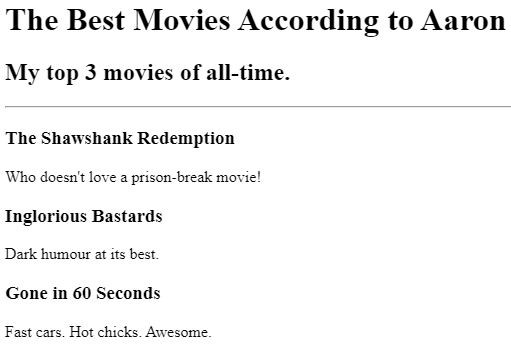 The Best Movies According to Aaron
My top 3 movies of all-time.
The Shawshank Redemption
Who doesn't love a prison-break movie!
Inglorious Bastards
Dark humour at its best.
Gone in 60 Seconds
Fast cars. Hot chicks. Awesome.